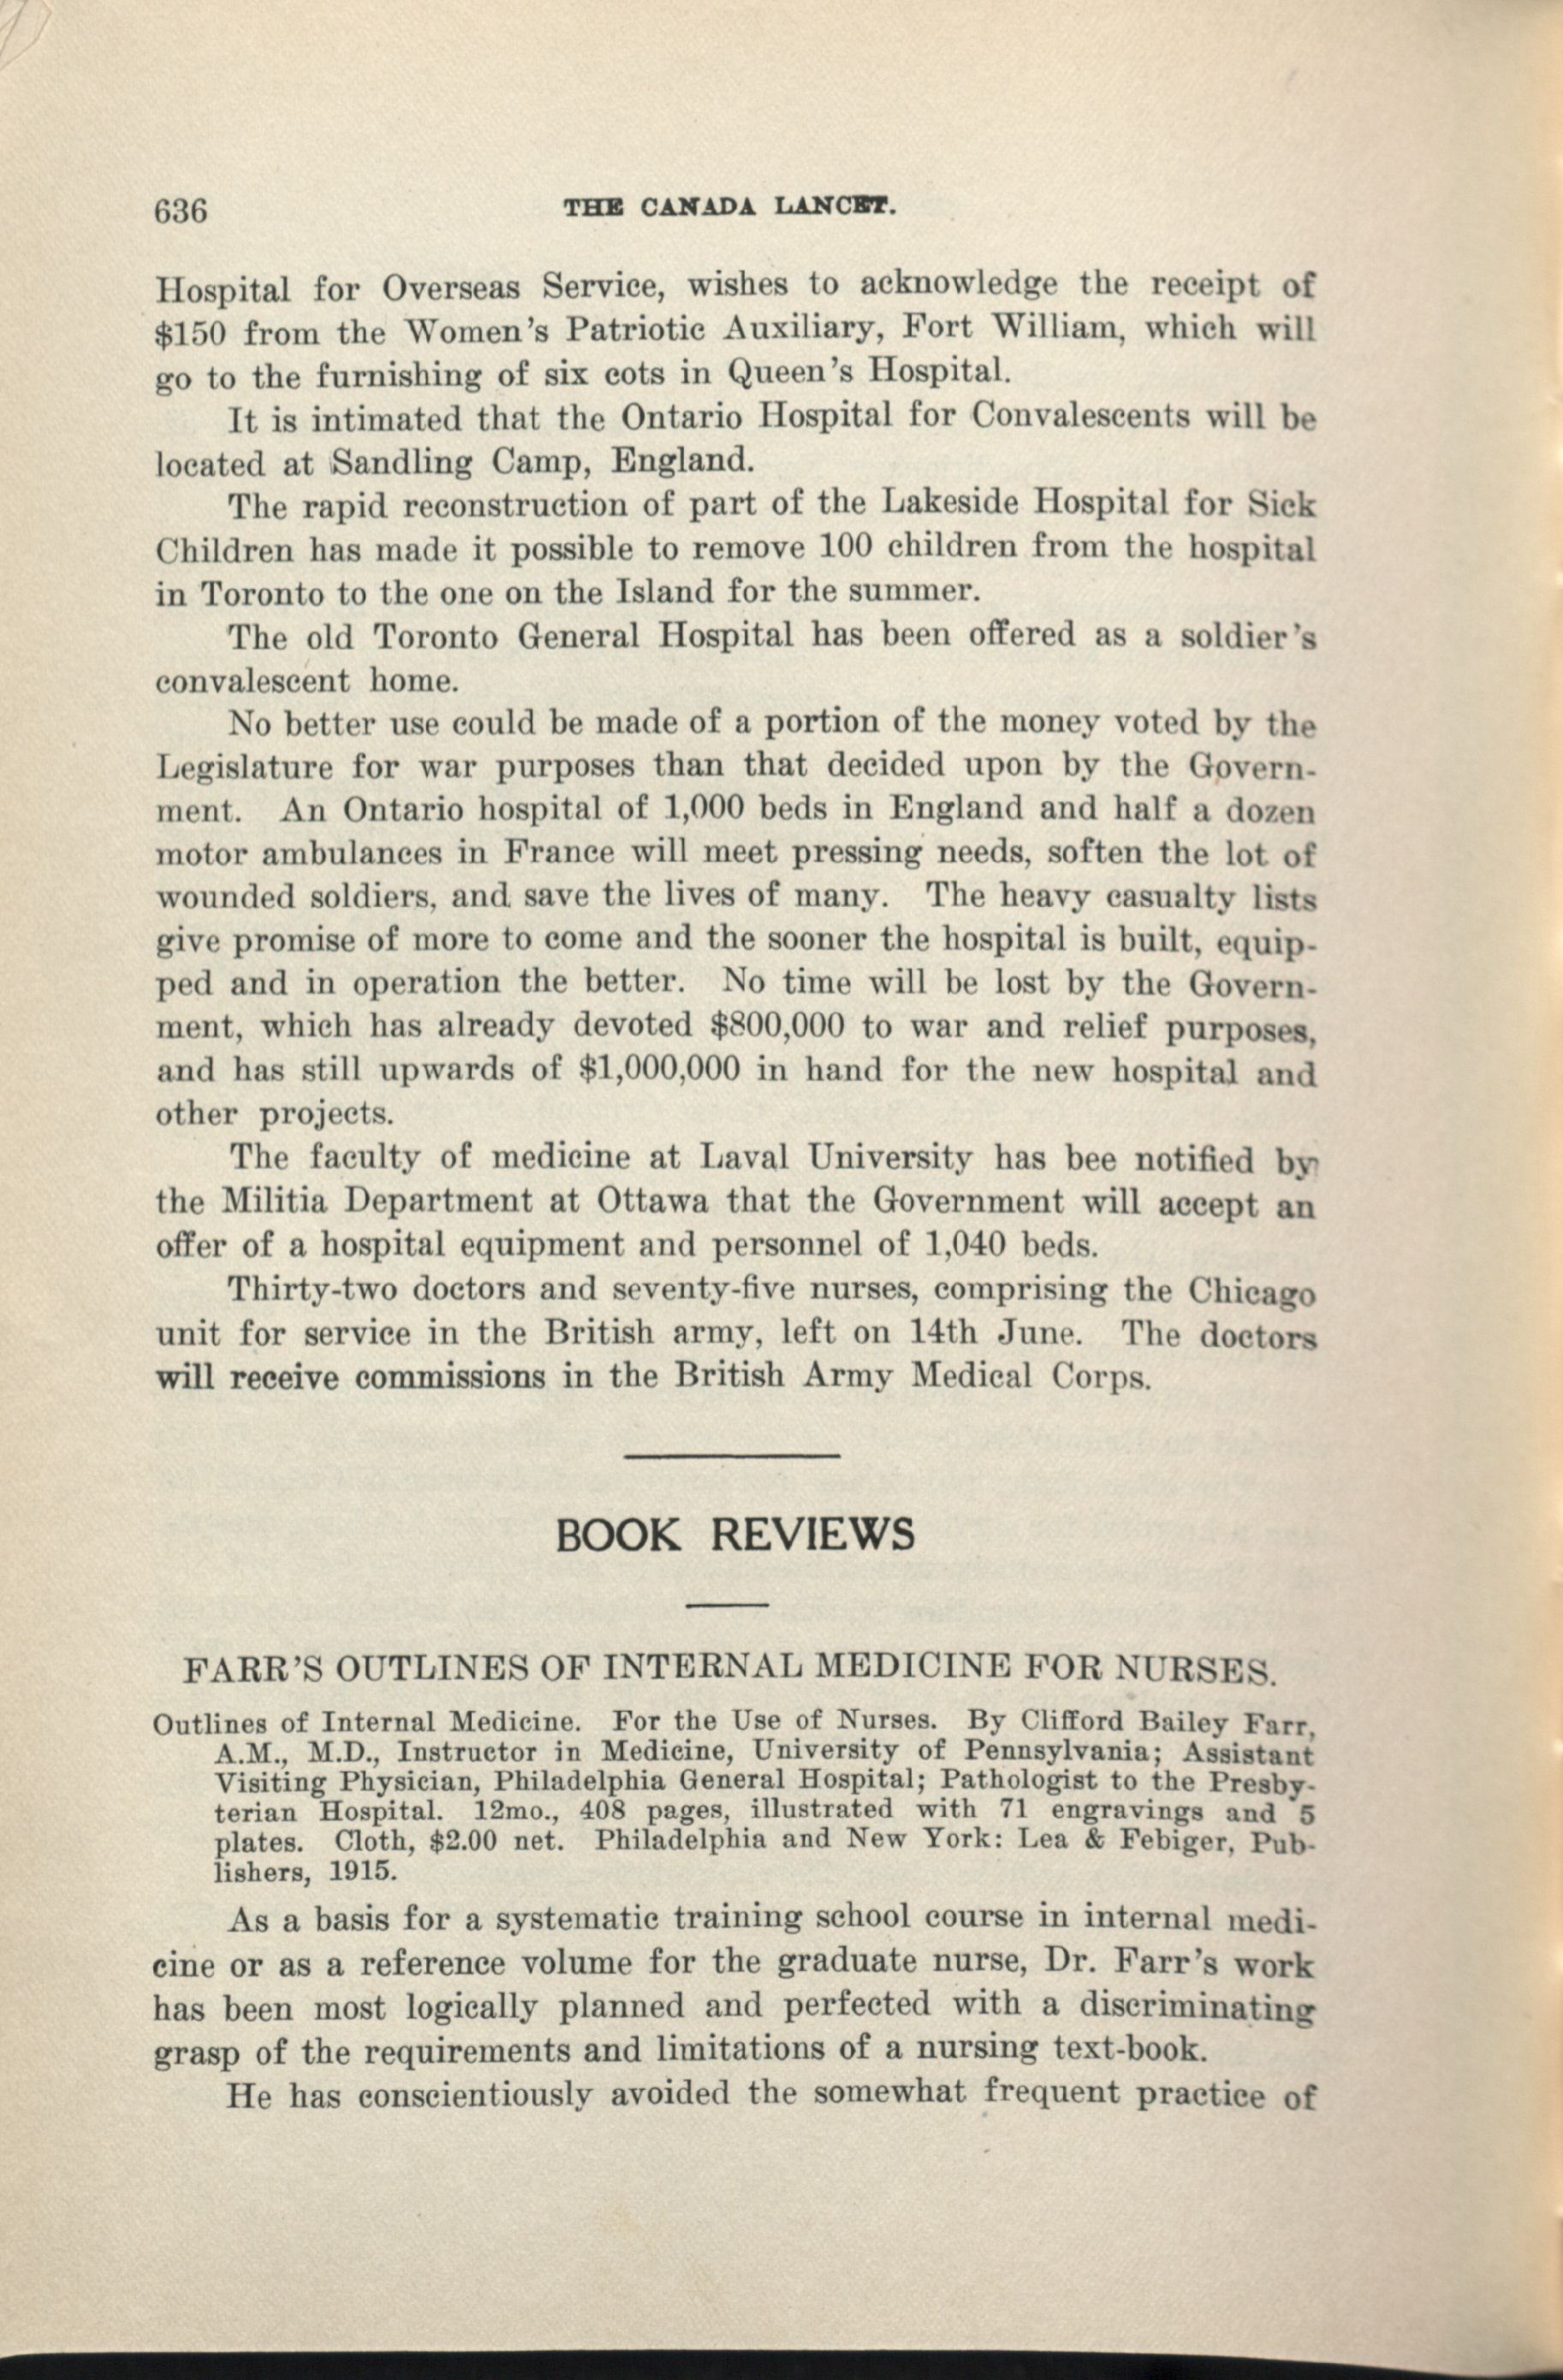 636
THE CANADA LANCET.
Hospital for Overseas Service, wishes to acknowledge the receipt of
$150 from the Women's Patriotic Auxiliary, Fort William, which will
go to the furnishing of six cots in Queen's Hospital.
It is intimated that the Ontario Hospital for Convalescents will be
located at Sandling Camp, England.
The rapid reconstruction of part of the Lakeside Hospital for Sick
Children has made it possible to remove 100 children from the hospital
in Toronto to the one on the Island for the summer.
The old Toronto General Hospital has been offered as a soldier's
convalescent home.
No better use could be made of a portion of the money voted by the
Legislature for war purposes than that decided upon by the Govern-
ment. An Ontario hospital of 1,000 beds in England and half a dozen
motor ambulances in France will meet pressing needs, soften the lot of
wounded soldiers, and save the lives of many. The heavy casualty lists
give promise of more to come and the sooner the hospital is built, equip-
ped and in operation the better. No time will be lost by the Govern-
ment, which has already devoted $800,000 to war and relief purposes,
and has still upwards of $1,000,000 in hand for the new hospital and
other projects.
The faculty of medicine at Laval University has bee notified by
the Militia Department at Ottawa that the Government will accept an
offer of a hospital equipment and personnel of 1,040 beds.
Thirty-two doctors and seventy-five nurses, comprising the Chicago
unit for service in the British army, left on 14th June. The doctors
will receive commissions in the British Army Medical Corps.
BOOK REVIEWS
FARR'S OUTLINES OF INTERNAL MEDICINE FOR NURSES.
Outlines of Internal Medicine. For the Use of Nurses. By Clifford Bailey Farr,
A.M., M.D., Instructor in Medicine, University of Pennsylvania; Assistant
Visiting Physician, Philadelphia General Hospital; Pathologist to the Presby-
terian Hospital. 12mo., 408 pages, illustrated with 71 engravings and 5
plates. Cloth, $2.00 net. Philadelphia and New York: Lea & Febiger, Pub-
lishers, 1915.
As a basis for a systematic training school course in internal medi-
cine or as a reference volume for the graduate nurse, Dr. Farr's work
has been most logically planned and perfected with a discriminating
grasp of the requirements and limitations of a nursing text-book.
He has conscientiously avoided the somewhat frequent practice of